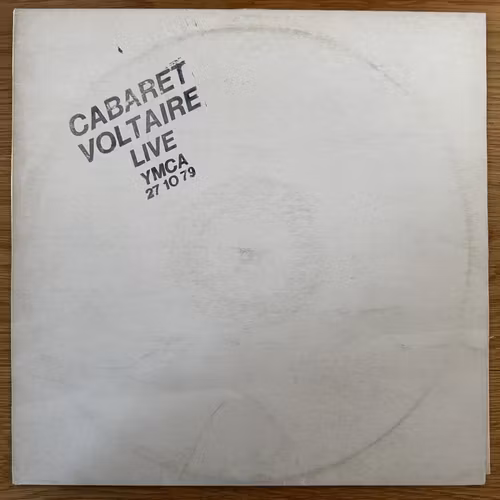 CABARET
VOLTAIRE
LIVE
YMCA
27 10 79